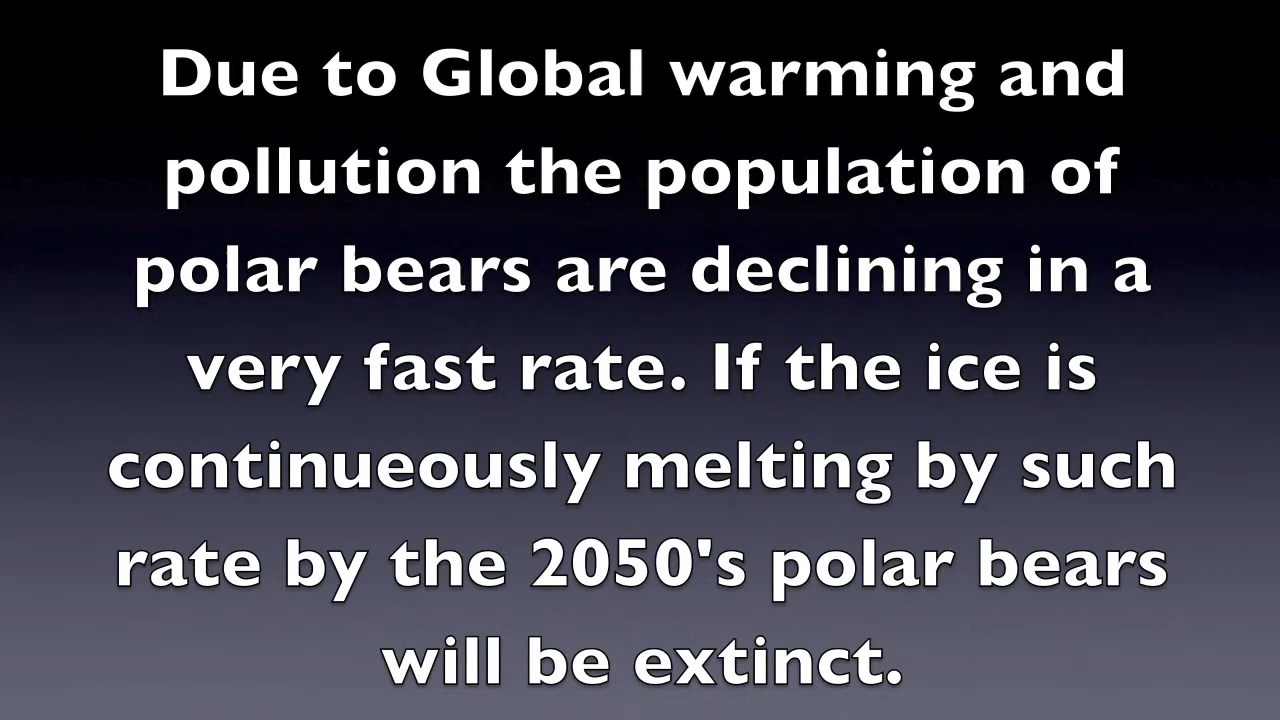 Due to Global warming and
pollution the population of
polar bears are declining in a
very fast rate. If the ice is
continueously melting by such
rate by the 2050's polar bears
will be extinct.